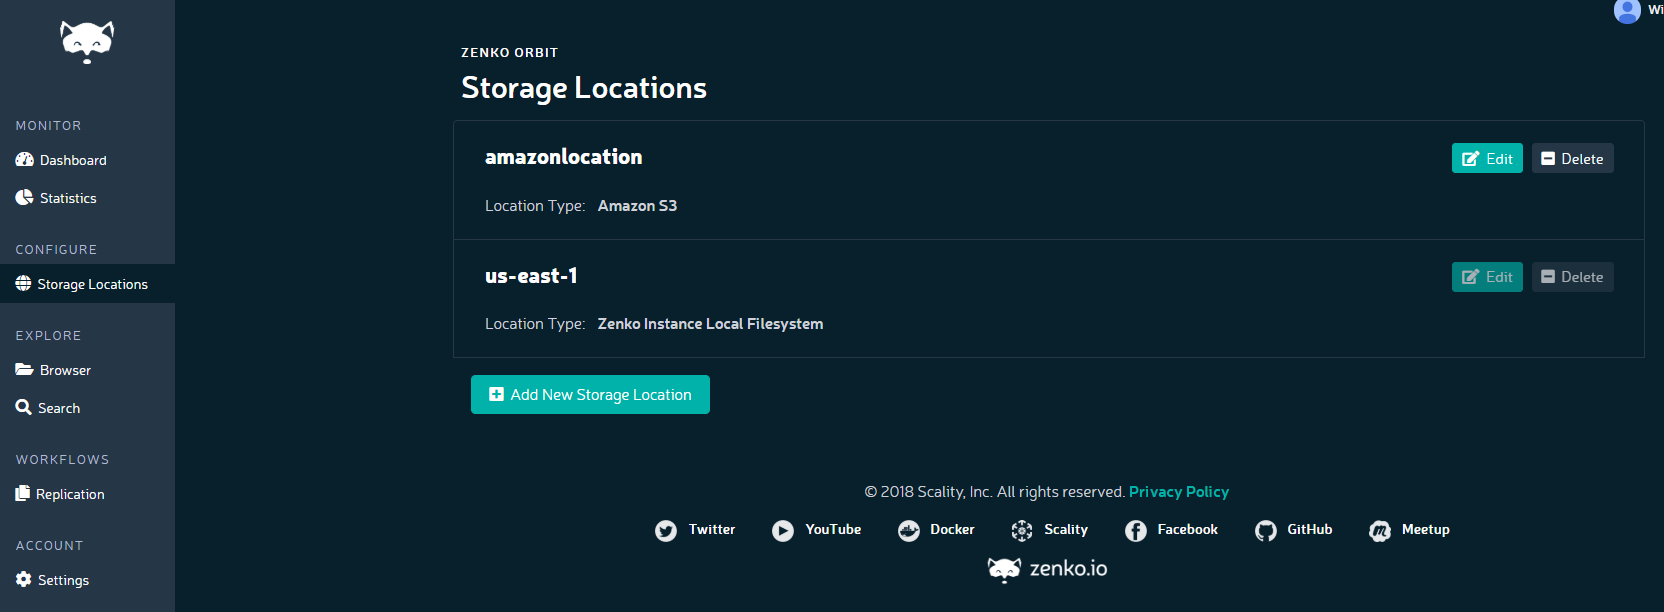 Wi
MONITOR
Dashboard
Statistics
CONFIGURE
Storage Locations
EXPLORE
Browser
Search
WORKFLOWS
Replication
ACCOUNT
Settings
ZENKO ORBIT
Storage Locations
amazonlocation
Edit Delete
Location Type: Amazon S3
us-east-1
Edit Delete
Location Type: Zenko Instance Local Filesystem
Add New Storage Location
© 2018 Scality, Inc. All rights reserved. Privacy Policy
Twitter YouTube Docker Scality Facebook GitHub Meetup
zenko.io